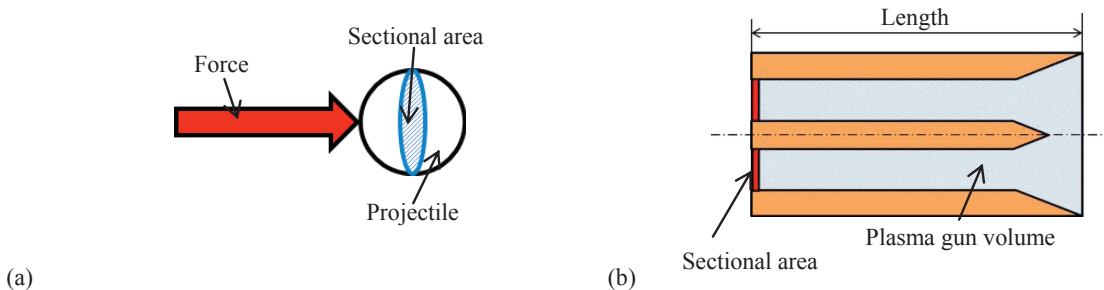 Sectional area
Force
Projectile
(a)
Length
Plasma gun volume
Sectional area
(b)